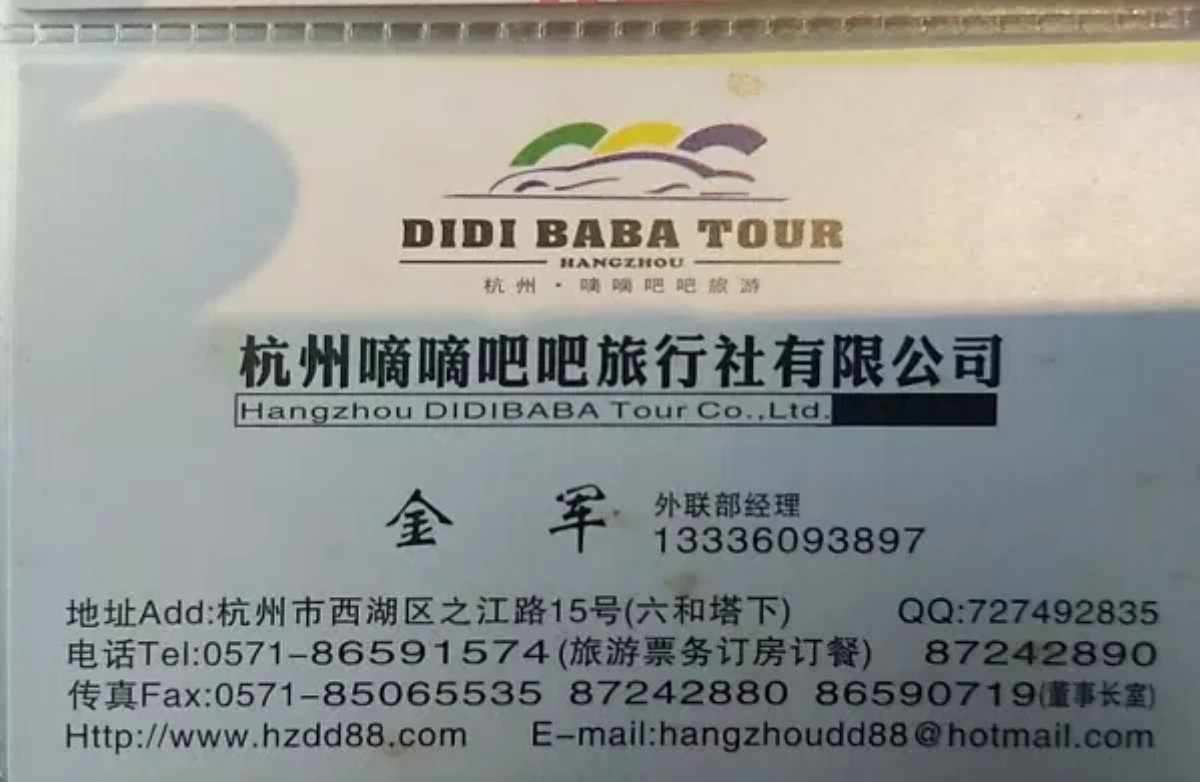 DIDI BABA TOUR
HANGZHOU
杭州·嘀嘀吧吧旅游
杭州嘀嘀吧吧旅行社有限公司
Hangzhou DIDIBABA Tour Co.,Ltd.
金军 外联部经理
13336093897
地址Add:杭州市西湖区之江路15号(六和塔下) QQ:727492835
电话Tel:0571-86591574(旅游票务订房订餐) 87242890
传真Fax:0571-85065535 87242880 86590719(董事长室)
Http://www.hzdd88.com E-mail:hangzhoudd88@hotmail.com